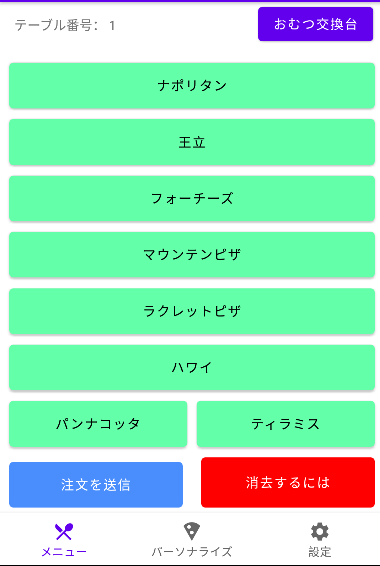 テーブル番号： 1
おむつ交換台
ナポリタン
王立
フォーチーズ
マウンテンピザ
ラクレットピザ
ハワイ
パンナコッタ
ティラミス
注文を送信
消去するには
メニュー
パーソナライズ
設定